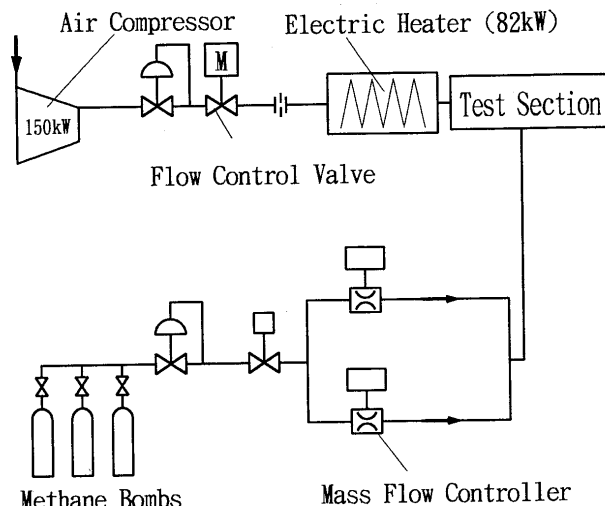 Air Compressor
Electric Heater (82kW)
M
150kW
Test Section
Flow Control Valve
Methane Bombs
Mass Flow Controller